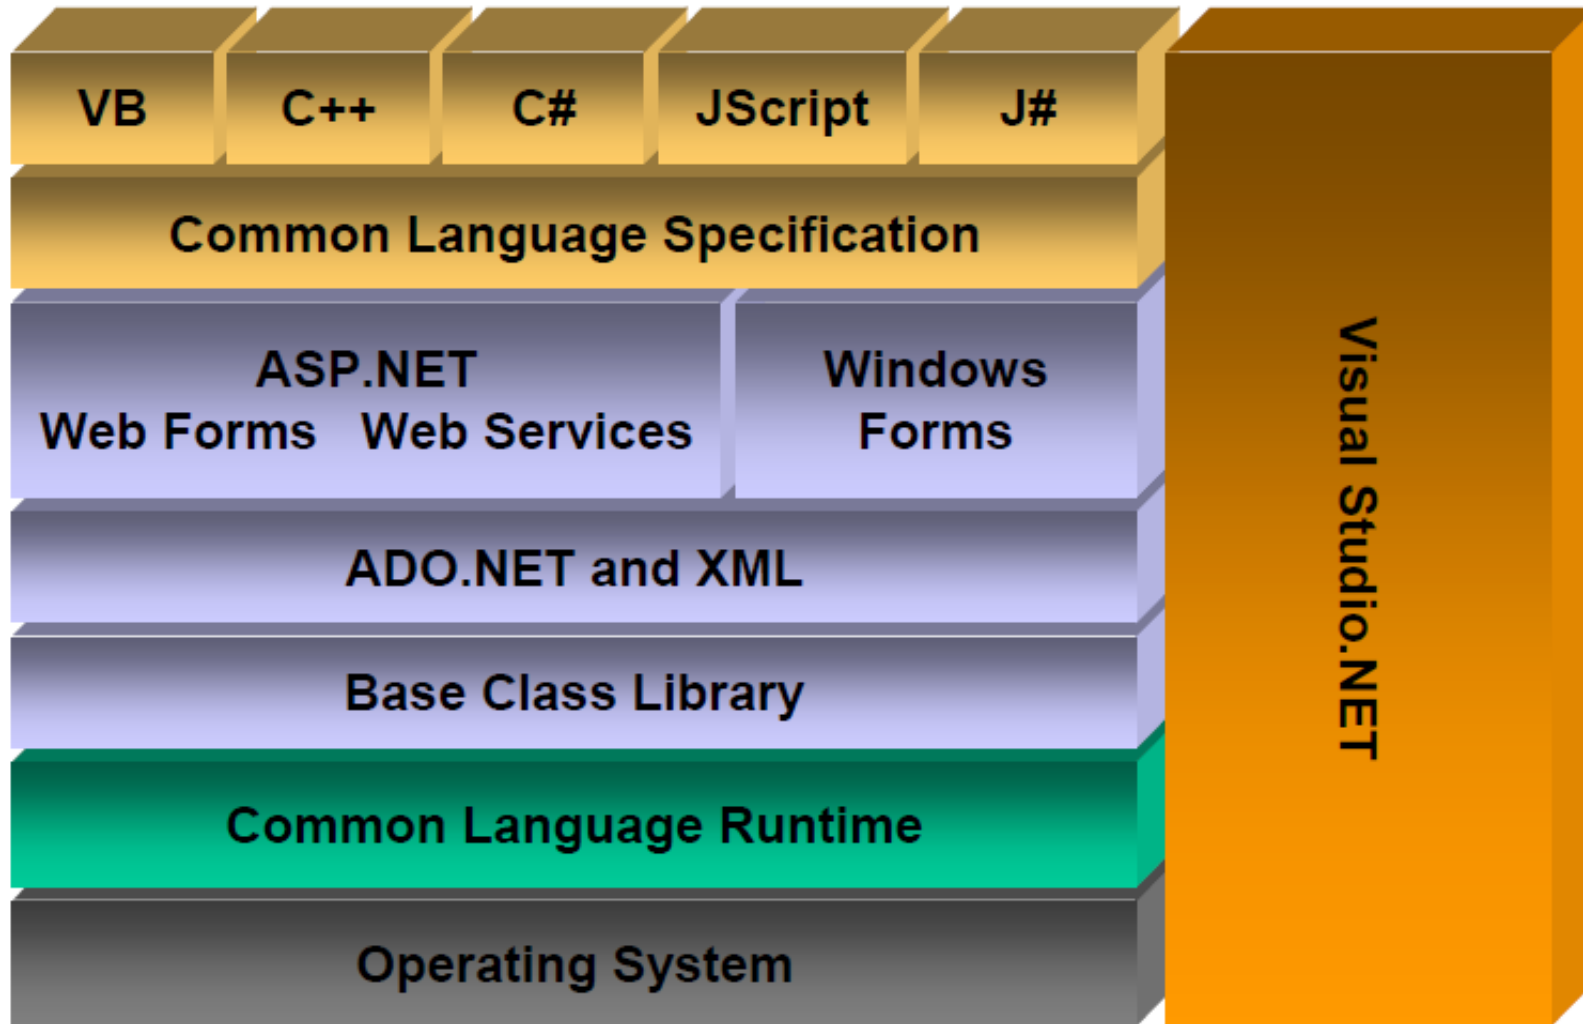 VB C++ C# JScript J#
Common Language Specification
ASP.NET
Web Forms Web Services
Windows
Forms
ADO.NET and XML
Base Class Library
Common Language Runtime
Operating System
Visual Studio.NET